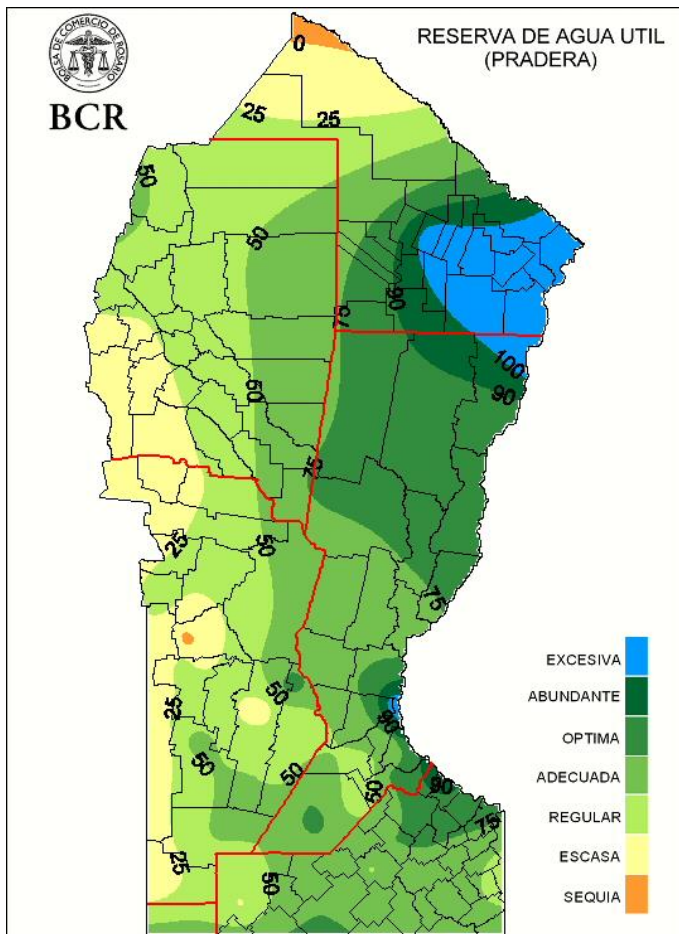 BOLSA DE COMERCIO DE ROSARIO
BCR
RESERVA DE AGUA UTIL
(PRADERA)
0
25
25
50
50
75
90
100
90
50
75
50
25
75
50
25
90
50
50
50
90
75
25
50
EXCESIVA
ABUNDANTE
OPTIMA
ADECUADA
REGULAR
ESCASA
SEQUIA